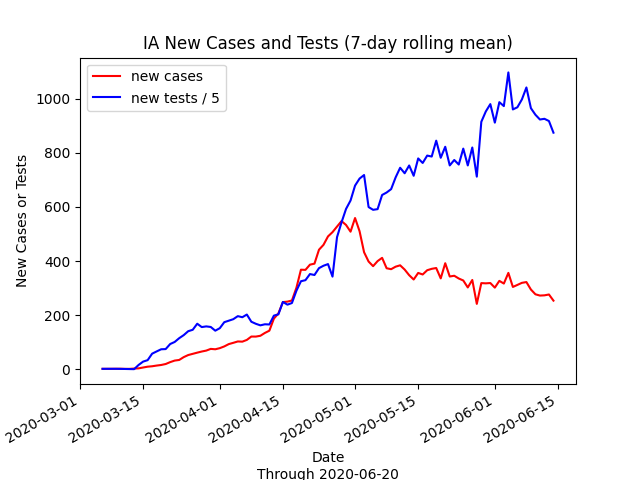 IA New Cases and Tests (7-day rolling mean)
new cases
new tests / 5
1000
800
600
400
200
0
New Cases or Tests
2020-03-01
2020-03-15
2020-04-01
2020-04-15
2020-05-01
2020-05-15
2020-06-01
2020-06-15
Date
Through 2020-06-20